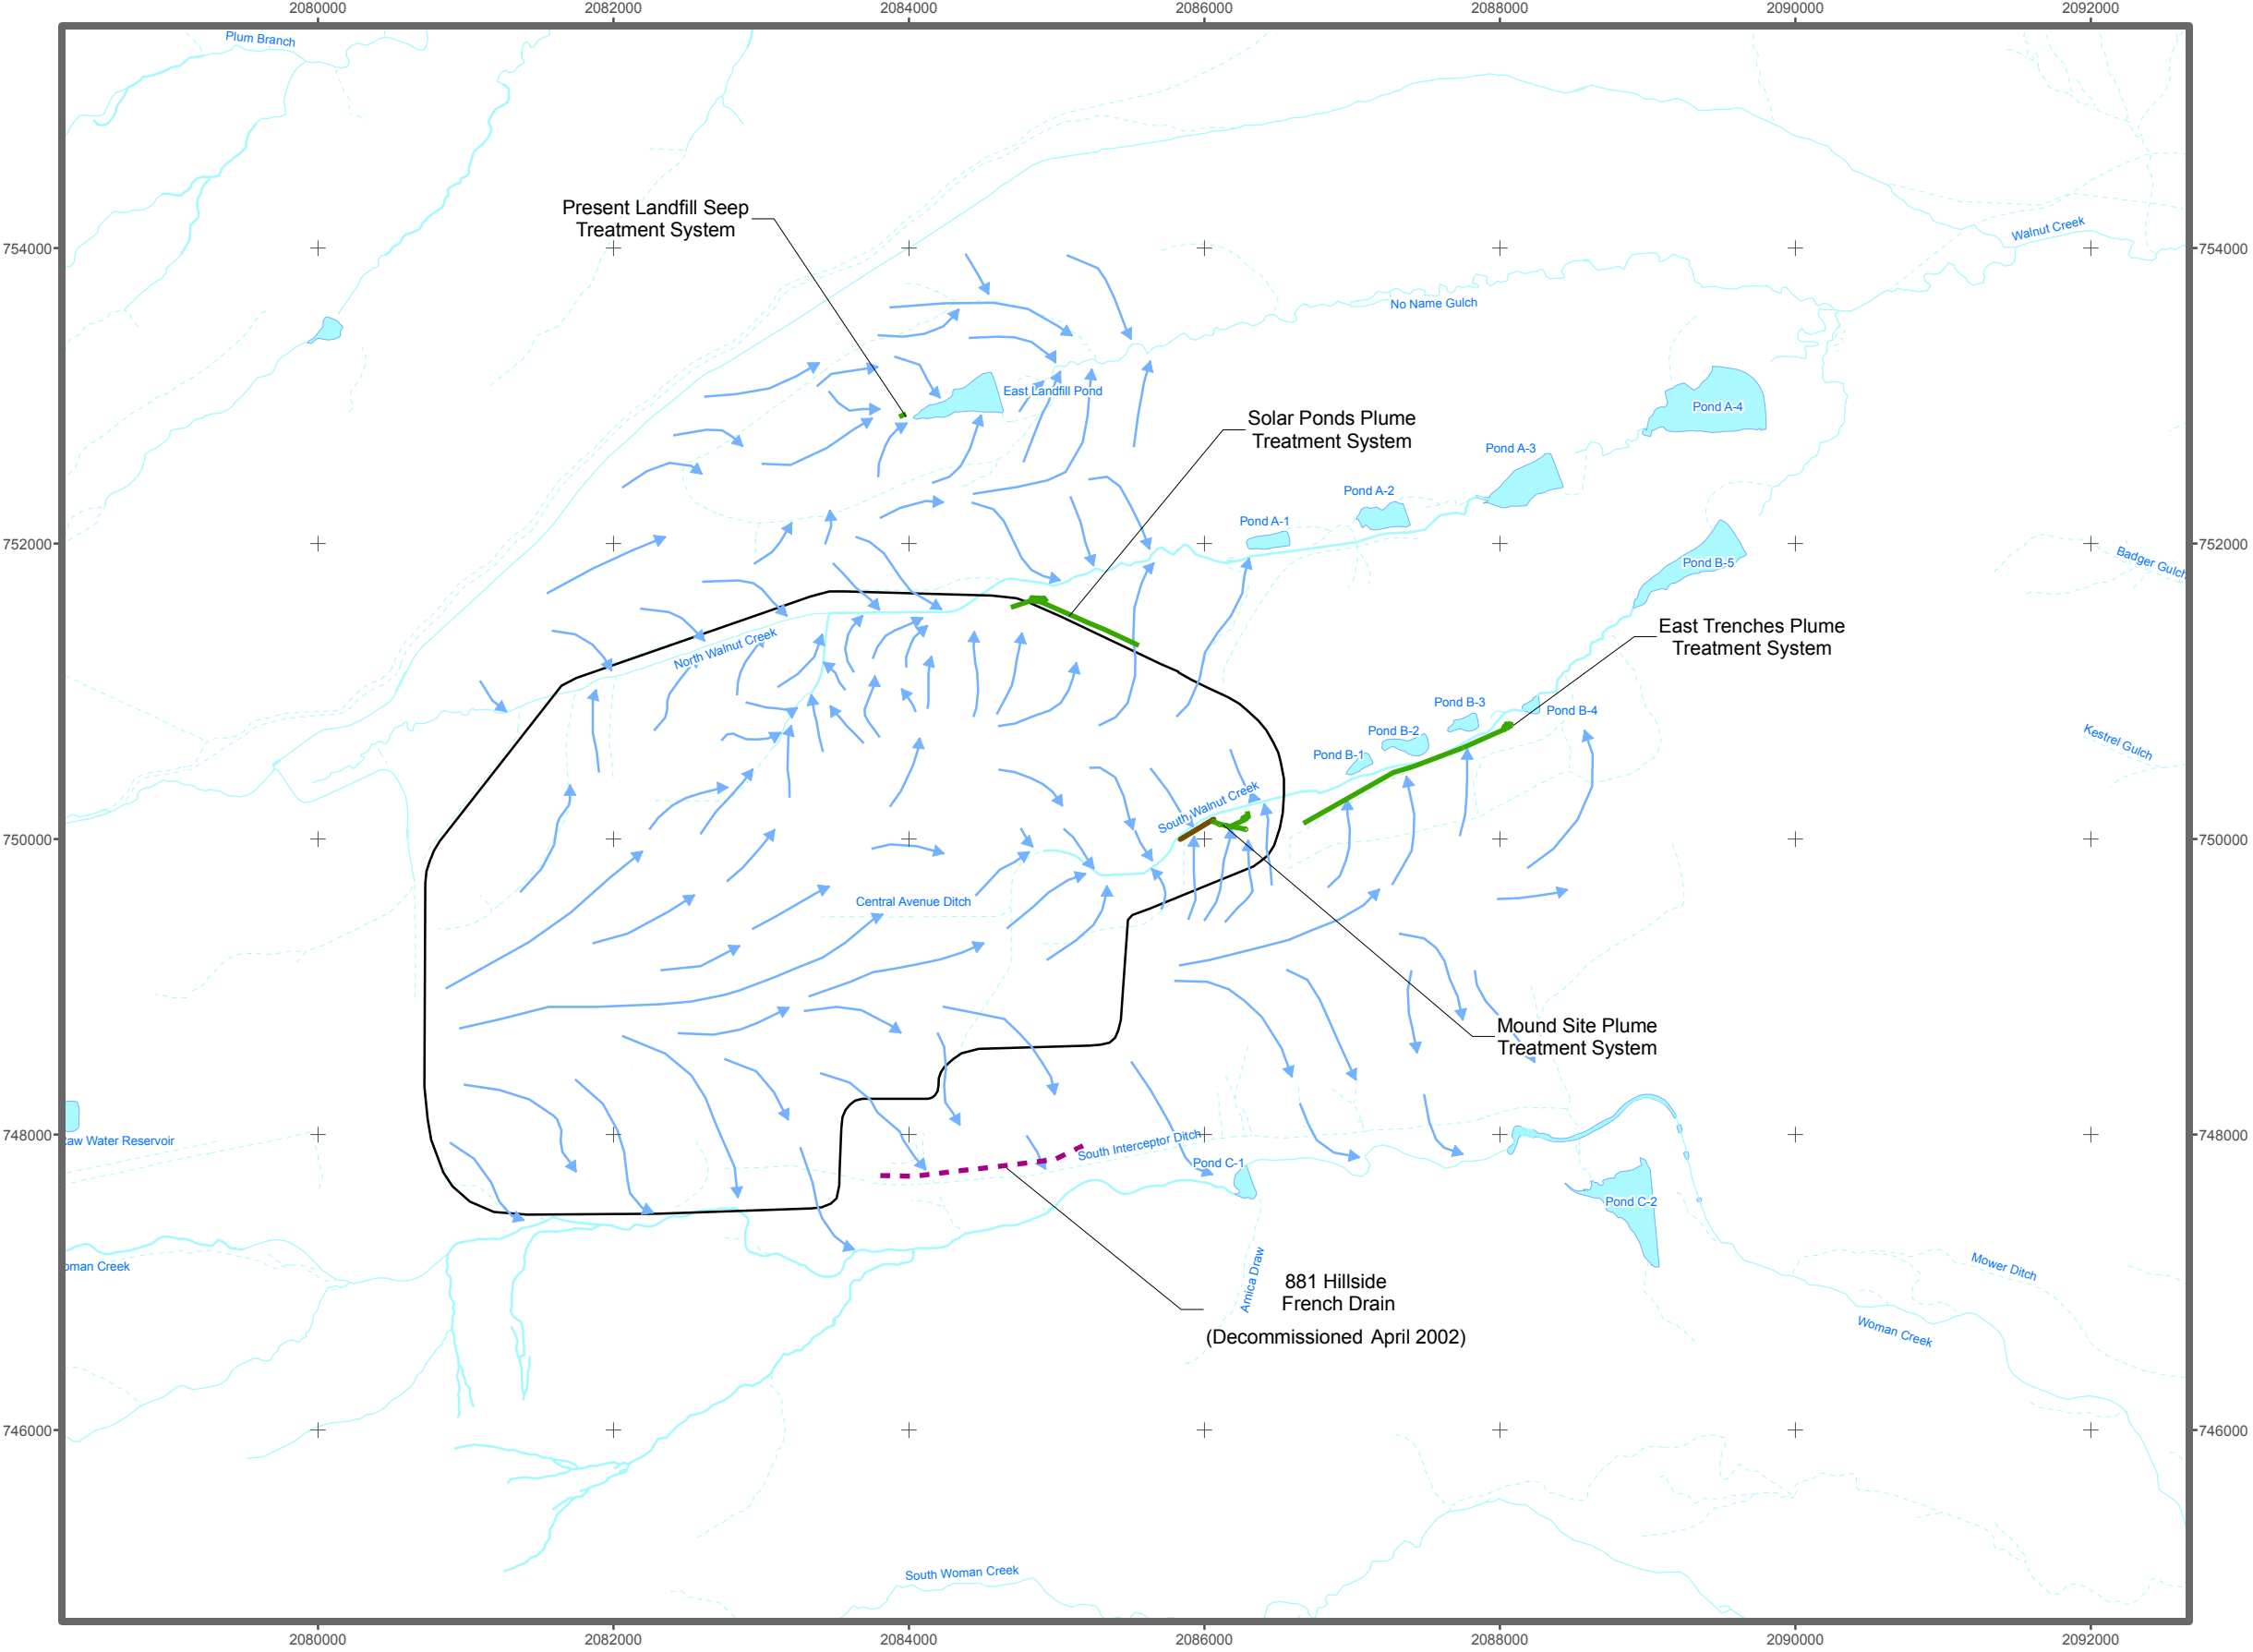 2080000 2082000 2084000 2086000 2088000 2090000 2092000
Plum Branch
Present Landfill Seep
Treatment System
Walnut Creek
754000
754000
No Name Gulch
East Landfill Pond
Pond A-4
Solar Ponds Plume
Treatment System
Pond A-3
Pond A-2
Pond A-1
752000
752000
Badger Gulch
Pond B-5
East Trenches Plume
Treatment System
North Walnut Creek
Pond B-3
Pond B-4
Pond B-2
Pond B-1
Kestrel Gulch
South Walnut Creek
750000
750000
Central Avenue Ditch
Mound Site Plume
Treatment System
748000
748000
aw Water Reservoir
South Interceptor Ditch
Pond C-1
Pond C-2
oman Creek
Arnica Draw
Mower Ditch
881 Hillside
French Drain
(Decommissioned April 2002)
Woman Creek
746000
746000
South Woman Creek
2080000 2082000 2084000 2086000 2088000 2090000 2092000